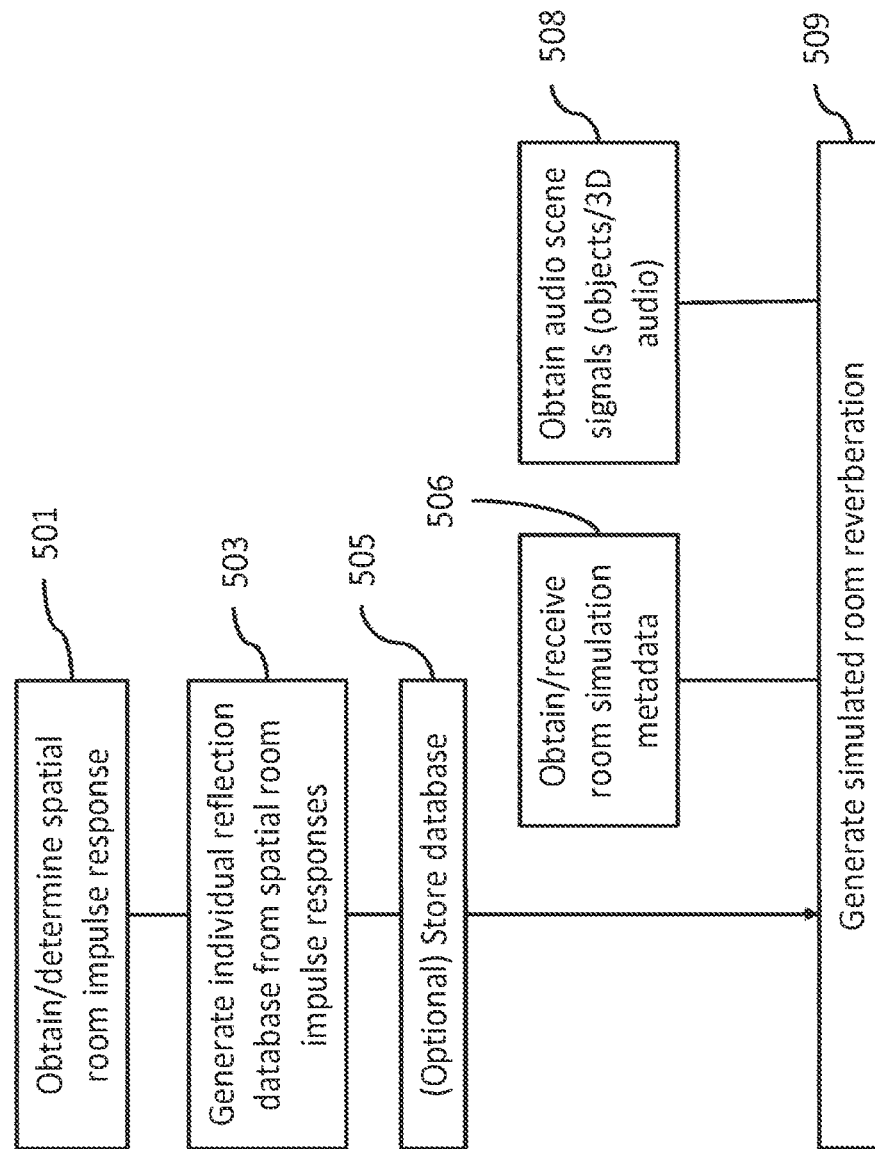 Obtain/determine spatial
room impulse response
501
Generate individual reflection
database from spatial room
impulse responses
503
(Optional) Store database
505
Obtain/receive
room simulation
metadata
506
Obtain audio scene
signals (objects/3D
audio)
508
Generate simulated room reverberation
509